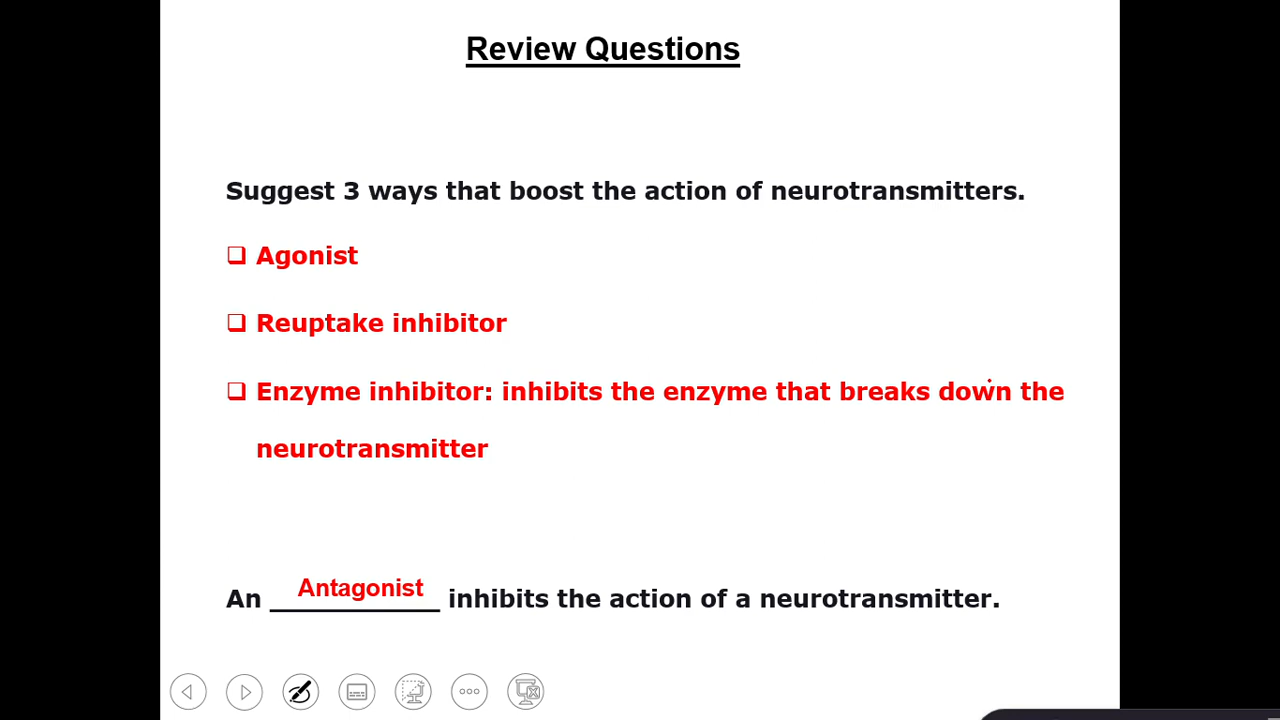 Review Questions
Suggest 3 ways that boost the action of neurotransmitters.
❑ Agonist
❑ Reuptake inhibitor
❑ Enzyme inhibitor: inhibits the enzyme that breaks down the
neurotransmitter
An Antagonist inhibits the action of a neurotransmitter.